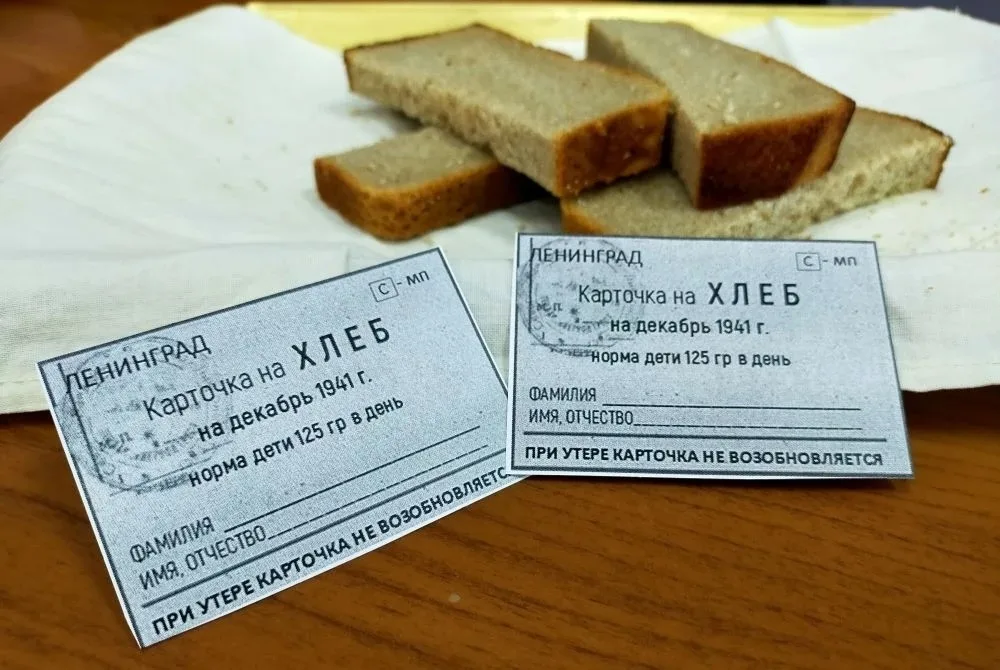 ЛЕНИНГРАД
С - МП
Карточка на ХЛЕБ
на декабрь 1941 г.
норма дети 125 гр в день
ФАМИЛИЯ
ИМЯ, ОТЧЕСТВО
ПРИ УТЕРЕ КАРТОЧКА НЕ ВОЗОБНОВЛЯЕТС
ЛЕНИНГРАД
С - МП
Карточка на ХЛЕБ
на декабрь 1941 г.
норма дети 125 гр в день
ФАМИЛИЯ
ИМЯ, ОТЧЕСТВО
ПРИ УТЕРЕ КАРТОЧКА НЕ ВОЗОБНОВЛЯЕТСЯ